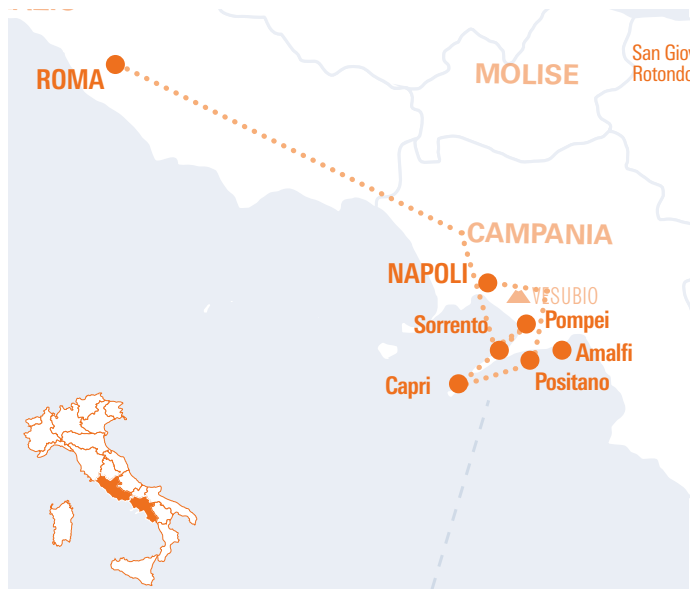 ROMA
MOLISE
San Giov
Rotondo
CAMPANIA
NAPOLI
VESUBIO
Sorrento
Pompei
Amalfi
Capri
Positano